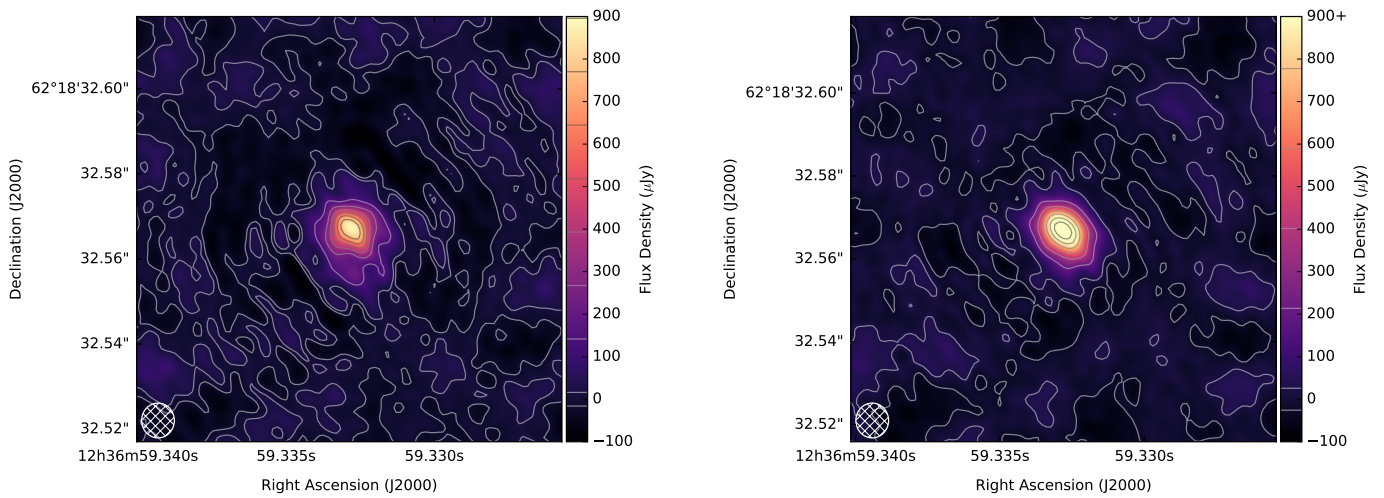 62°18'32.60"
32.58"
32.56"
32.54"
32.52"
Declination (J2000)
12h36m59.340s
59.335s
59.330s
Right Ascension (J2000)
900
800
700
600
500
400
300
200
100
0
−100
Flux Density (μJy)
62°18'32.60"
32.58"
32.56"
32.54"
32.52"
Declination (J2000)
12h36m59.340s
59.335s
59.330s
Right Ascension (J2000)
900+
800
700
600
500
400
300
200
100
0
−100
Flux Density (μJy)